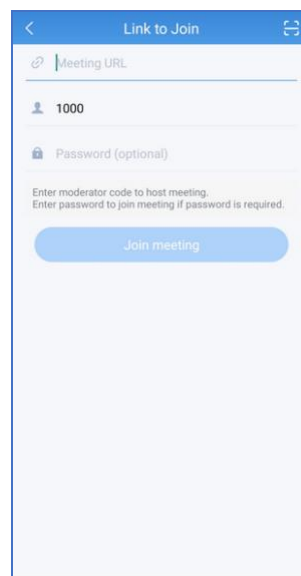 Link to Join
Meeting URL
1000
Password (optional)
Enter moderator code to host meeting.
Enter password to join meeting if password is required.
Join meeting